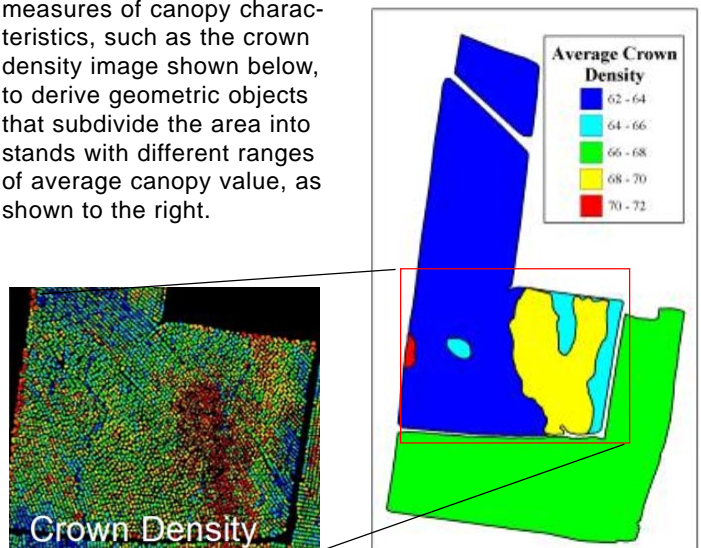 measures of canopy charac-
teristics, such as the crown
density image shown below,
to derive geometric objects
that subdivide the area into
stands with different ranges
of average canopy value, as
shown to the right.
Average Crown
Density
62 - 64
64 - 66
66 - 68
68 - 70
70 - 72
Crown Density